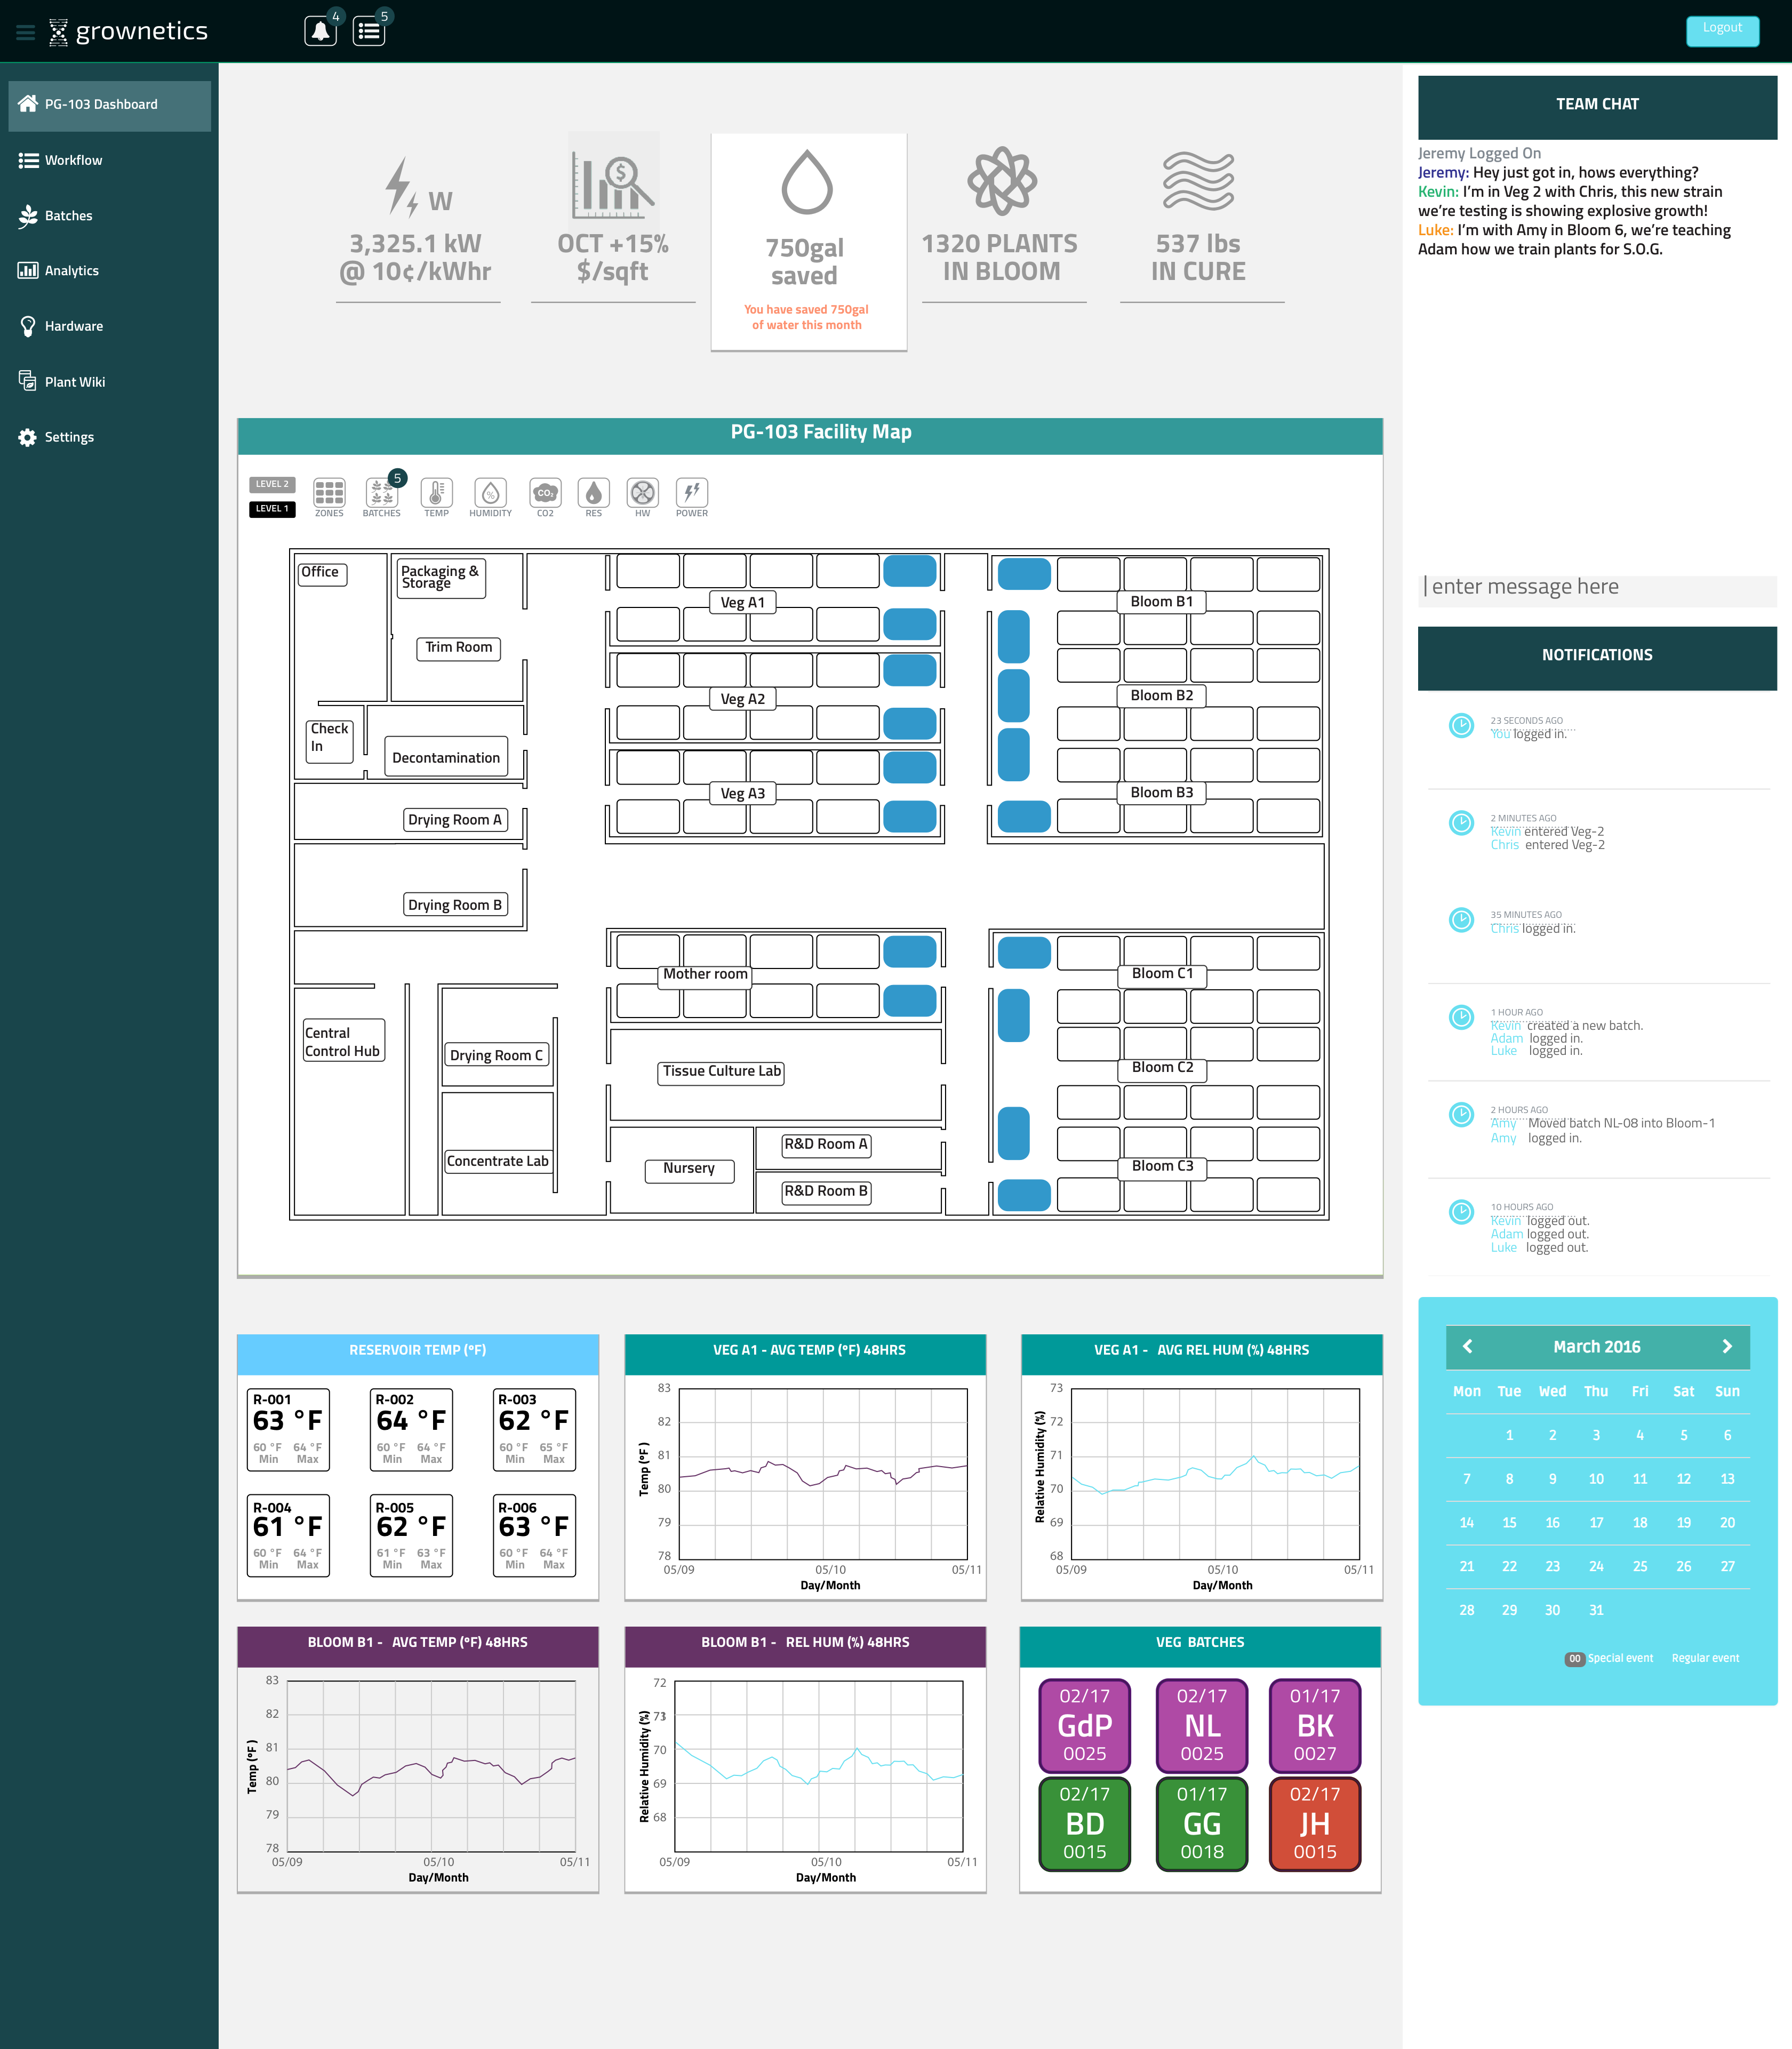 grownetics
4
5
Logout
PG-103 Dashboard
Workflow
Batches
Analytics
Hardware
Plant Wiki
Settings
W
3,325.1 kW
@ 10¢/kWhr
$
OCT +15%
$/sqft
750gal
saved
You have saved 750gal
of water this month
1320 PLANTS
IN BLOOM
537 lbs
IN CURE
PG-103 Facility Map
LEVEL 2
LEVEL 1
ZONES
5
BATCHES
TEMP
%
HUMIDITY
CO₂
CO2
RES
HW
POWER
Office
Packaging &
Storage
Trim Room
Check
In
Decontamination
Drying Room A
Drying Room B
Veg A1
Veg A2
Veg A3
Bloom B1
Bloom B2
Bloom B3
Mother room
Central
Control Hub
Drying Room C
Concentrate Lab
Tissue Culture Lab
Nursery
R&D Room A
R&D Room B
Bloom C1
Bloom C2
Bloom C3
RESERVOIR TEMP (ºF)
R-001
63 °F
60 °F 64 °F
Min Max
R-002
64 °F
60 °F 64 °F
Min Max
R-003
62 °F
60 °F 65 °F
Min Max
R-004
61 °F
60 °F 64 °F
Min Max
R-005
62 °F
61 °F 63 °F
Min Max
R-006
63 °F
60 °F 64 °F
Min Max
VEG A1 - AVG TEMP (ºF) 48HRS
Temp (ºF )
83
82
81
80
79
78
05/09 05/10 05/11
Day/Month
VEG A1 - AVG REL HUM (%) 48HRS
Relative Humidity (%)
73
72
71
70
69
68
05/09 05/10 05/11
Day/Month
BLOOM B1 - AVG TEMP (ºF) 48HRS
Temp (ºF )
83
82
81
80
79
78
05/09 05/10 05/11
Day/Month
BLOOM B1 - REL HUM (%) 48HRS
Relative Humidity (%)
72
70
69
68
05/09 05/10 05/11
Day/Month
VEG BATCHES
02/17
GdP
0025
02/17
NL
0025
01/17
BK
0027
02/17
BD
0015
01/17
GG
0018
02/17
JH
0015
TEAM CHAT
Jeremy Logged On
Jeremy: Hey just got in, hows everything?
Kevin: I'm in Veg 2 with Chris, this new strain
we're testing is showing explosive growth!
Luke: I'm with Amy in Bloom 6, we're teaching
Adam how we train plants for S.O.G.
enter message here
NOTIFICATIONS
23 SECONDS AGO
You logged in.
2 MINUTES AGO
Kevin entered Veg-2
Chris entered Veg-2
35 MINUTES AGO
Chris logged in.
1 HOUR AGO
Kevin created a new batch.
Adam logged in.
Luke logged in.
2 HOURS AGO
Amy Moved batch NL-08 into Bloom-1
Amy logged in.
10 HOURS AGO
Kevin logged out.
Adam logged out.
Luke logged out.
March 2016
Mon Tue Wed Thu Fri Sat Sun
1 2 3 4 5 6
7 8 9 10 11 12 13
14 15 16 17 18 19 20
21 22 23 24 25 26 27
28 29 30 31
00 Special event Regular event